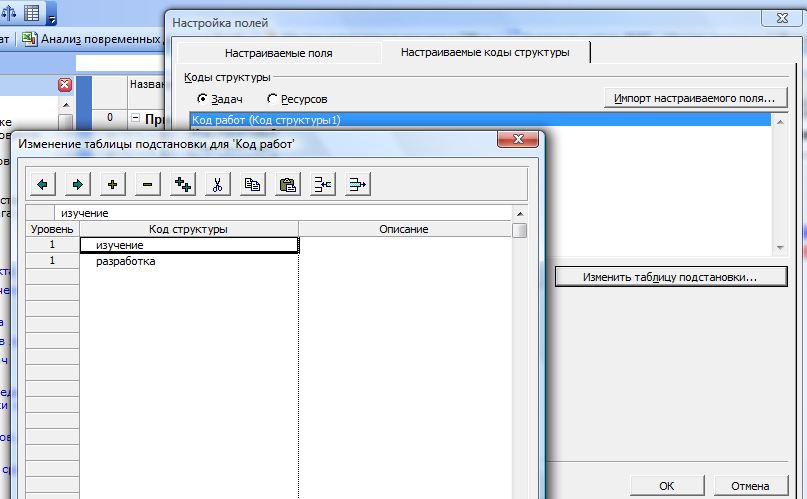 Настройка полей
ат Анализ повременных д
Настраиваемые поля
Настраиваемые коды структуры
Коды структуры
Задач
Ресурсов
Импорт настраиваемого поля...
Назван
0
Пр
Код работ (Код структуры1)
Изменение таблицы подстановки для 'Код работ'
изучение
Уровень
Код структуры
Описание
1
изучение
1
разработка
Изменить таблицу подстановки...
OK
Отмена